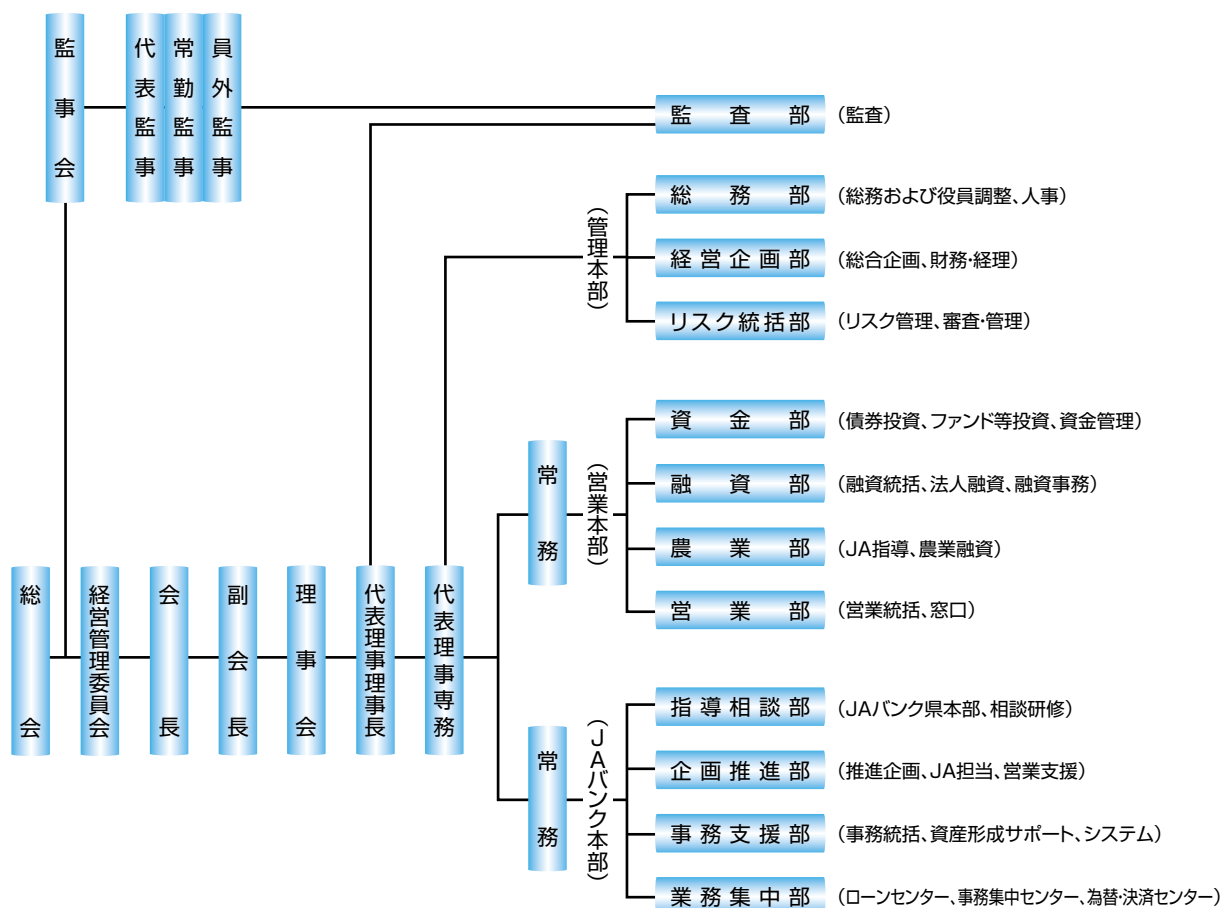 監事会
代表監事
常勤監事
員外監事
監査部 (監査)
(管理本部)
総務部 (総務および役員調整、人事)
経営企画部 (総合企画、財務・経理)
リスク統括部 (リスク管理、審査・管理)
常務
(営業本部)
資金部 (債券投資、ファンド等投資、資金管理)
融資部 (融資統括、法人融資、融資事務)
農業部 (JA指導、農業融資)
営業部 (営業統括、窓口)
総会
経営管理委員会
会長
副会長
理事会
代表理事理事長
代表理事専務
常務
(JAバンク本部)
指導相談部 (JAバンク県本部、相談研修)
企画推進部 (推進企画、JA担当、営業支援)
事務支援部 (事務統括、資産形成サポート、システム)
業務集中部 (ローンセンター、事務集中センター、為替・決済センター)